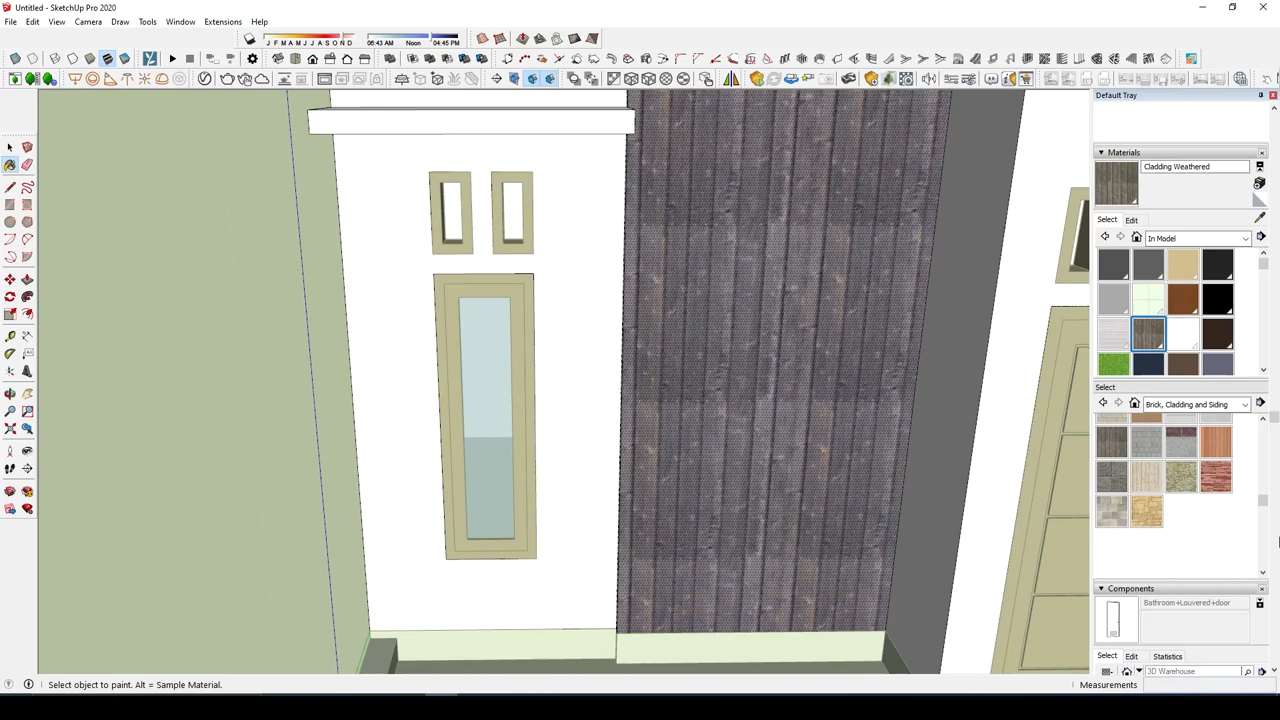 Untitled - SketchUp Pro 2020
File Edit View Camera Draw Tools Window Extensions Help
J F M A M J J A S O N D 06:43 AM Noon 04:45 PM
Default Tray
Materials
Cladding Weathered
Select Edit
In Model
Select
Brick, Cladding and Siding
Components
Bathroom+Louvered+door
Select Edit Statistics
3D Warehouse
Select object to paint. Alt = Sample Material.
Measurements